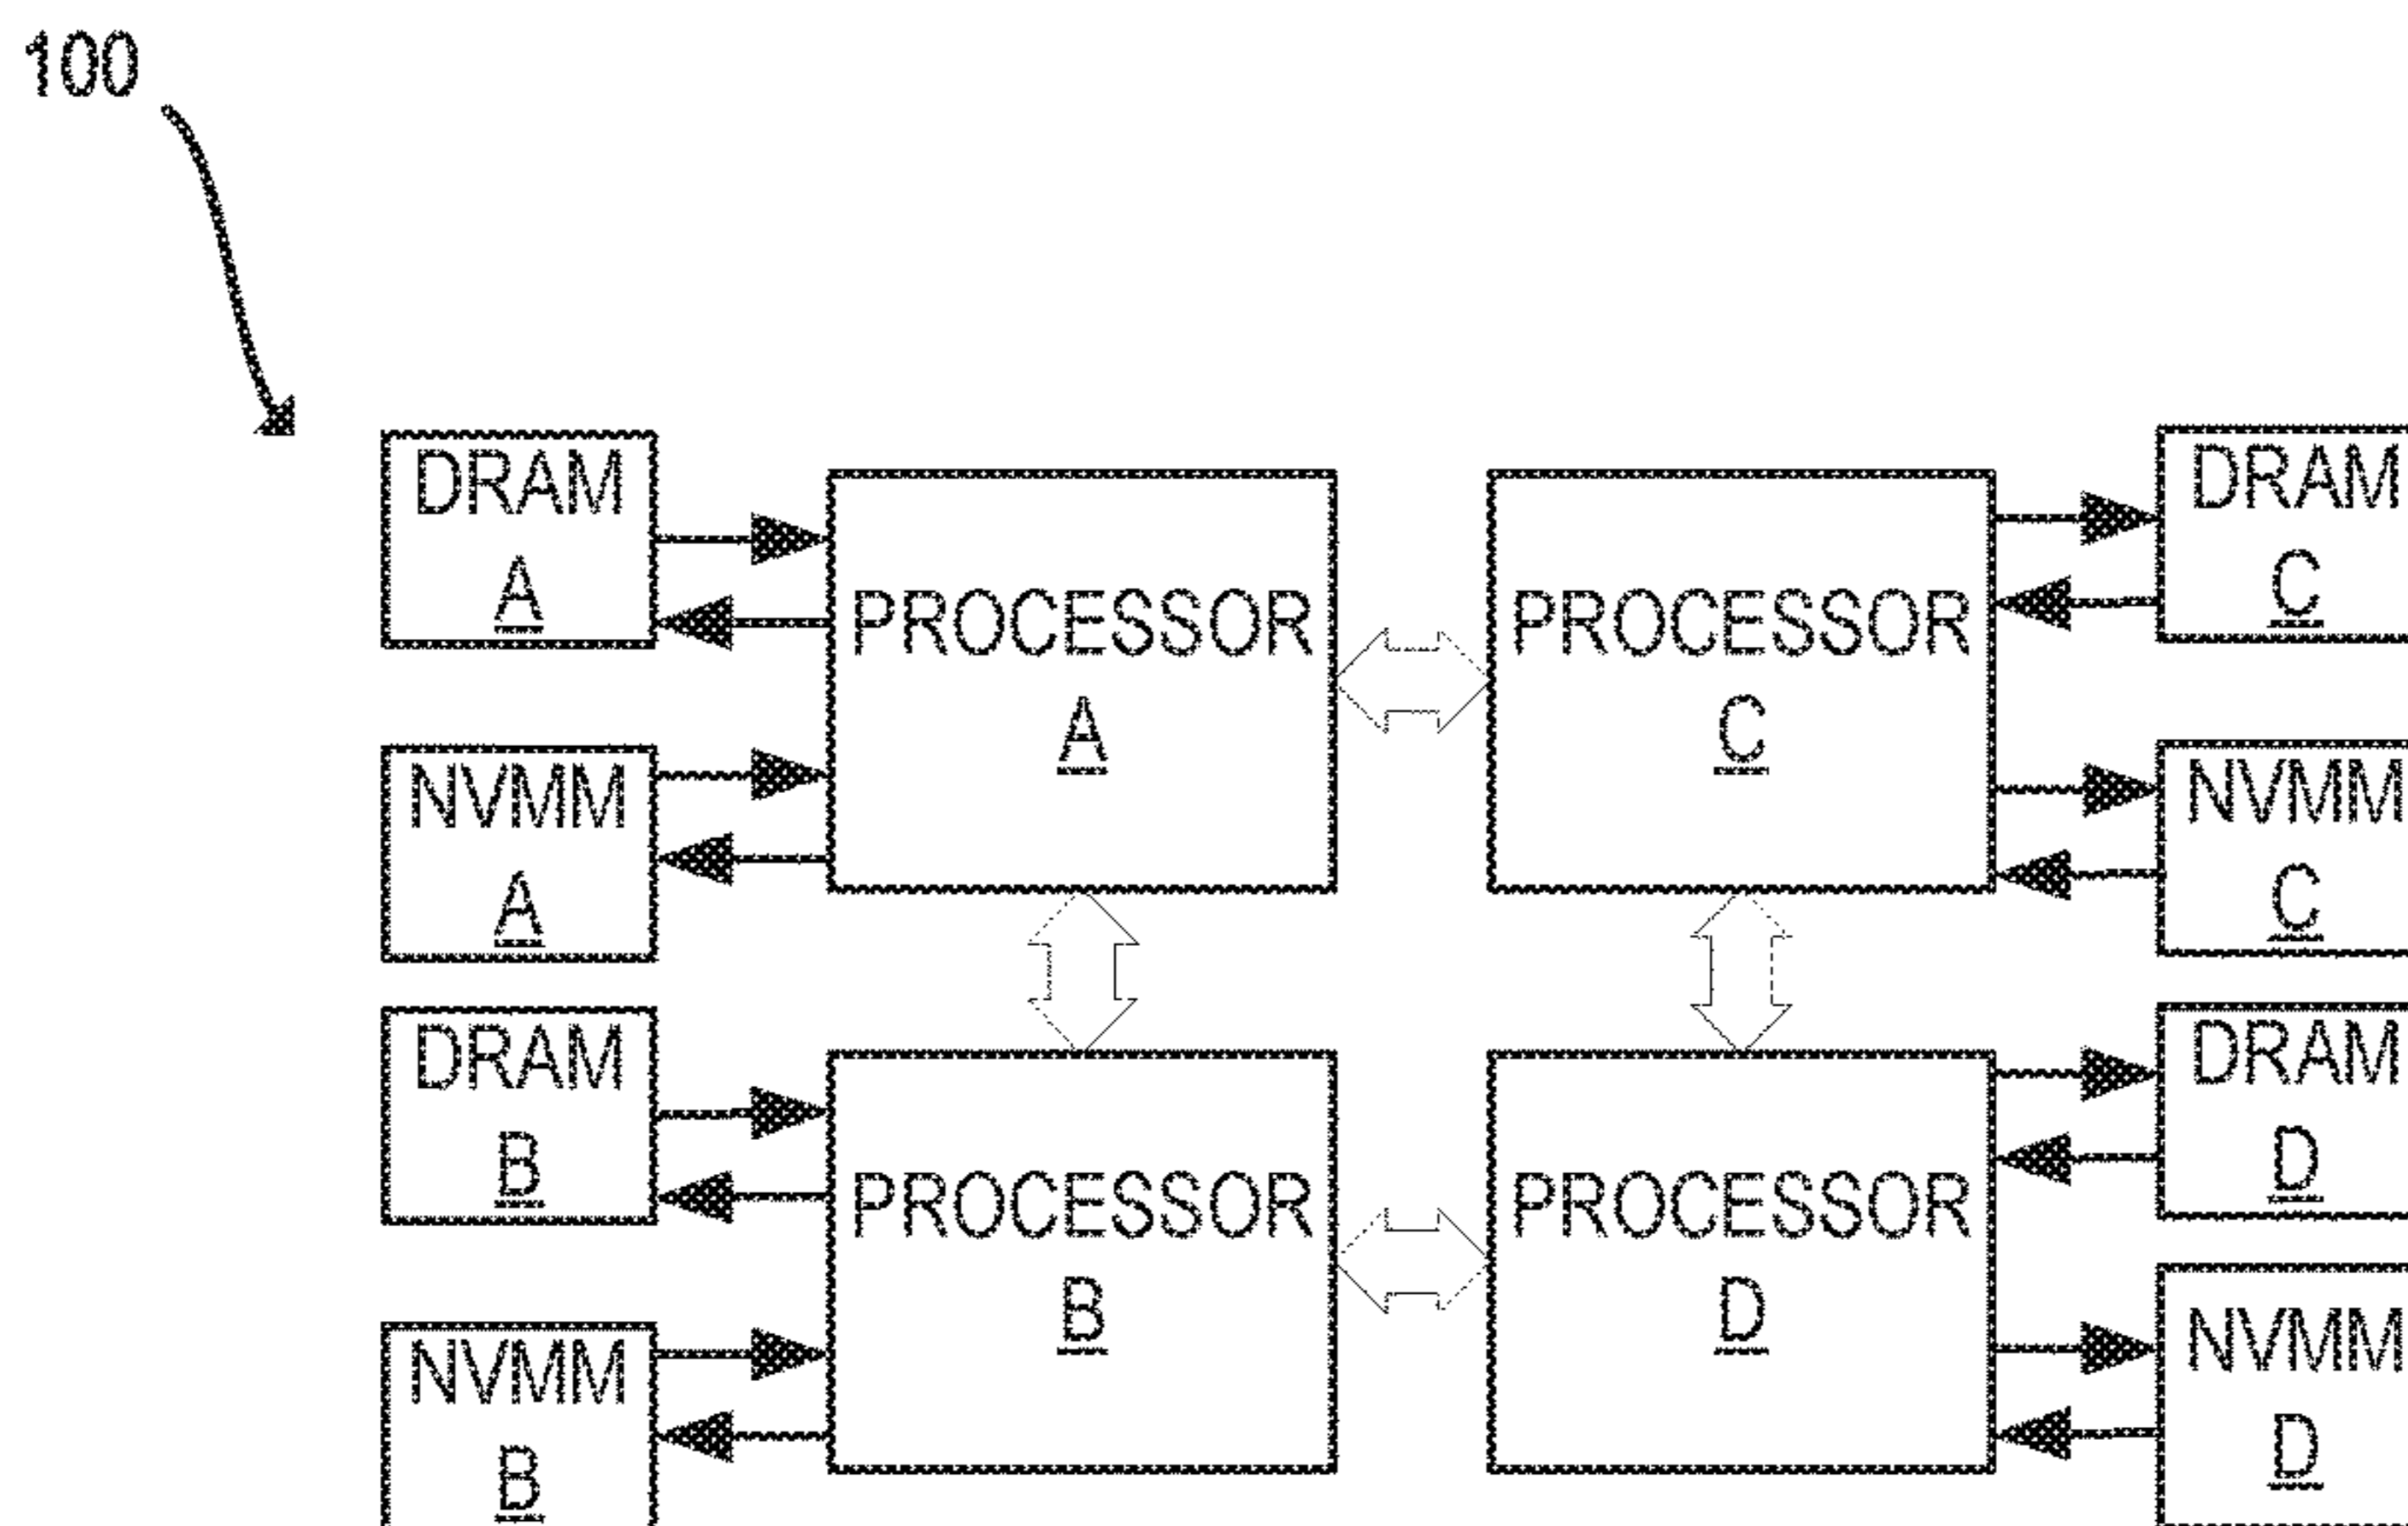 100
DRAM
A
PROCESSOR
A
NVMM
A
PROCESSOR
C
DRAM
C
NVMM
C
DRAM
B
PROCESSOR
B
NVMM
B
PROCESSOR
D
DRAM
D
NVMM
D